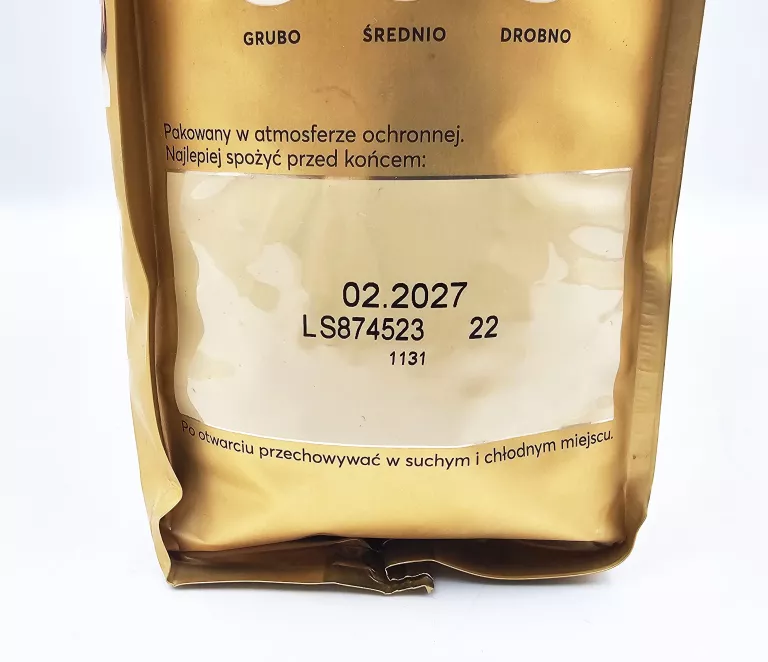 GRUBO ŚREDNIO DROBNO
Pakowany w atmosferze ochronnej.
Najlepiej spożyć przed końcem:
02.2027
LS874523 22
1131
Po otwarciu przechowywać w suchym i chłodnym miejscu.